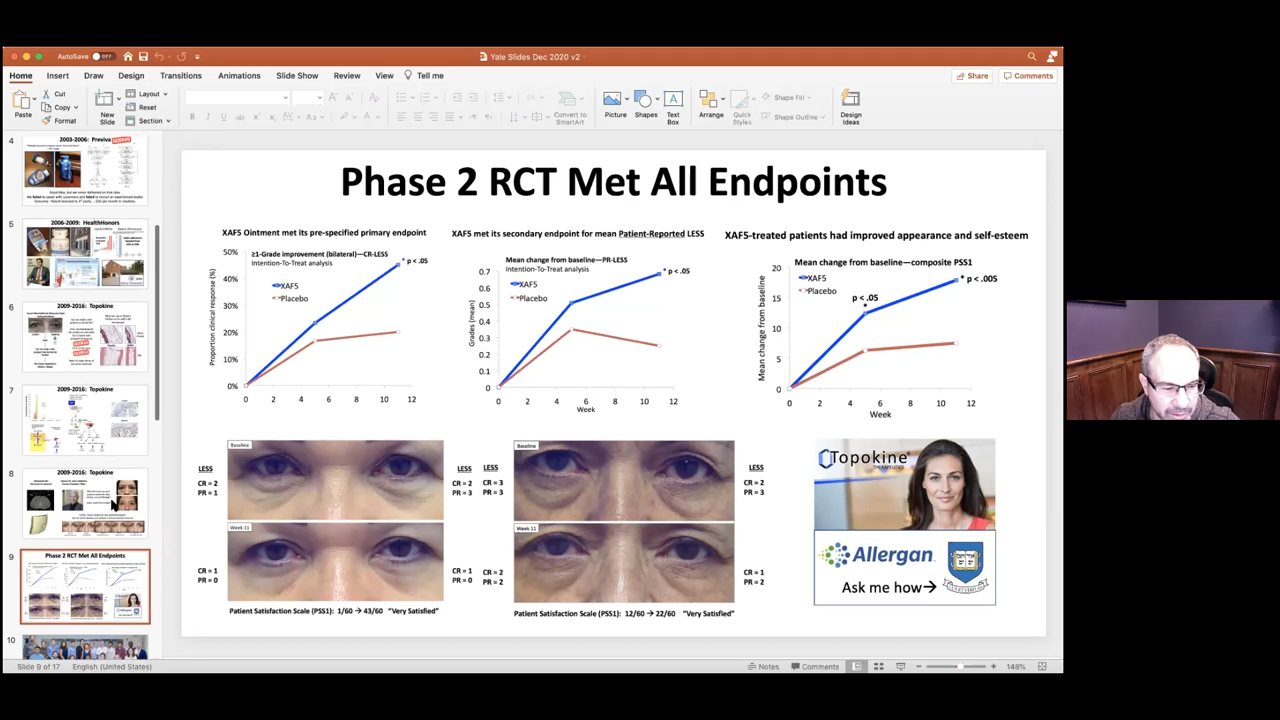 AutoSave OFF
Yale Slides Dec 2020 v2
Home Insert Draw Design Transitions Animations Slide Show Review View Tell me
Share Comments
Paste
Cut
Copy
Format
New Slide
Layout
Reset
Section
Convert to SmartArt
Picture
Shapes
Text Box
Arrange
Quick Styles
Shape Fill
Shape Outline
Design Ideas
4
2003-2006: Previva
5
2006-2009: HealthHonors
6
2009-2016: Topokine
7
2009-2016: Topokine
8
2009-2016: Topokine
9
Phase 2 RCT Met All Endpoints
10
Phase 2 RCT Met All Endpoints
XAF5 Ointment met its pre-specified primary endpoint
≥1-Grade improvement (bilateral)—CR-LESS
Intention-To-Treat analysis
XAF5
Placebo
* p < .05
Proportion clinical response (%)
50%
40%
30%
20%
10%
0%
0 2 4 6 8 10 12
XAF5 met its secondary endpoint for mean Patient-Reported LESS
Mean change from baseline—PR-LESS
Intention-To-Treat analysis
XAF5
Placebo
* p < .05
Grades (mean)
0.7
0.6
0.5
0.4
0.3
0.2
0.1
0
0 2 4 6 8 10 12
Week
XAF5-treated patients had improved appearance and self-esteem
Mean change from baseline—composite PSS1
XAF5
Placebo
p < .05
*
* p < .005
Mean change from baseline
20
15
10
5
0
0 2 4 6 8 10 12
Week
Baseline
LESS
CR = 2
PR = 1
LESS
CR = 2
PR = 3
Week 11
CR = 1
PR = 0
CR = 1
PR = 0
Patient Satisfaction Scale (PSS1): 1/60 → 43/60 "Very Satisfied"
Baseline
LESS
CR = 3
PR = 3
LESS
CR = 2
PR = 3
Week 11
CR = 2
PR = 2
CR = 1
PR = 2
Patient Satisfaction Scale (PSS1): 12/60 → 22/60 "Very Satisfied"
Topokine
THERAPEUTICS
Allergan
Ask me how→
Slide 9 of 17 English (United States)
Notes Comments 148%